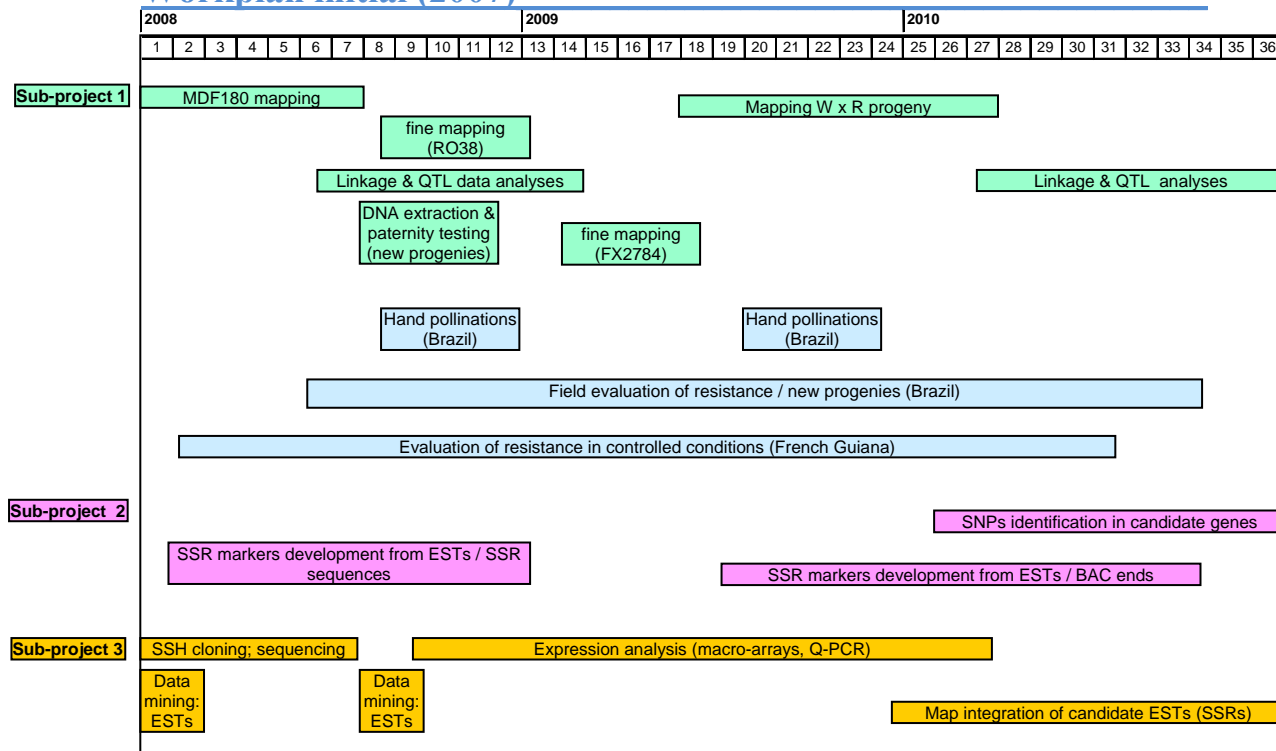 Workplan initial (2007)
2008 2009 2010
1 2 3 4 5 6 7 8 9 10 11 12 13 14 15 16 17 18 19 20 21 22 23 24 25 26 27 28 29 30 31 32 33 34 35 36
Sub-project 1
MDF180 mapping
Mapping W x R progeny
fine mapping
(RO38)
Linkage & QTL data analyses
Linkage & QTL analyses
DNA extraction &
paternity testing
(new progenies)
fine mapping
(FX2784)
Hand pollinations
(Brazil)
Hand pollinations
(Brazil)
Field evaluation of resistance / new progenies (Brazil)
Evaluation of resistance in controlled conditions (French Guiana)
Sub-project 2
SNPs identification in candidate genes
SSR markers development from ESTs / SSR
sequences
SSR markers development from ESTs / BAC ends
Sub-project 3
SSH cloning; sequencing
Expression analysis (macro-arrays, Q-PCR)
Data
mining:
ESTs
Data
mining:
ESTs
Map integration of candidate ESTs (SSRs)